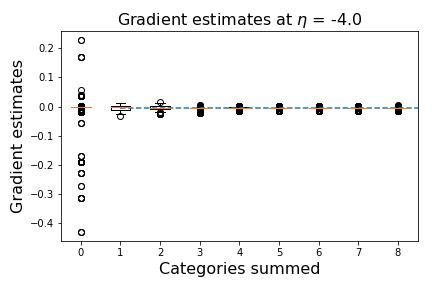 Gradient estimates at η = -4.0
Gradient estimates
0.2
0.1
0.0
−0.1
−0.2
−0.3
−0.4
0 1 2 3 4 5 6 7 8
Categories summed